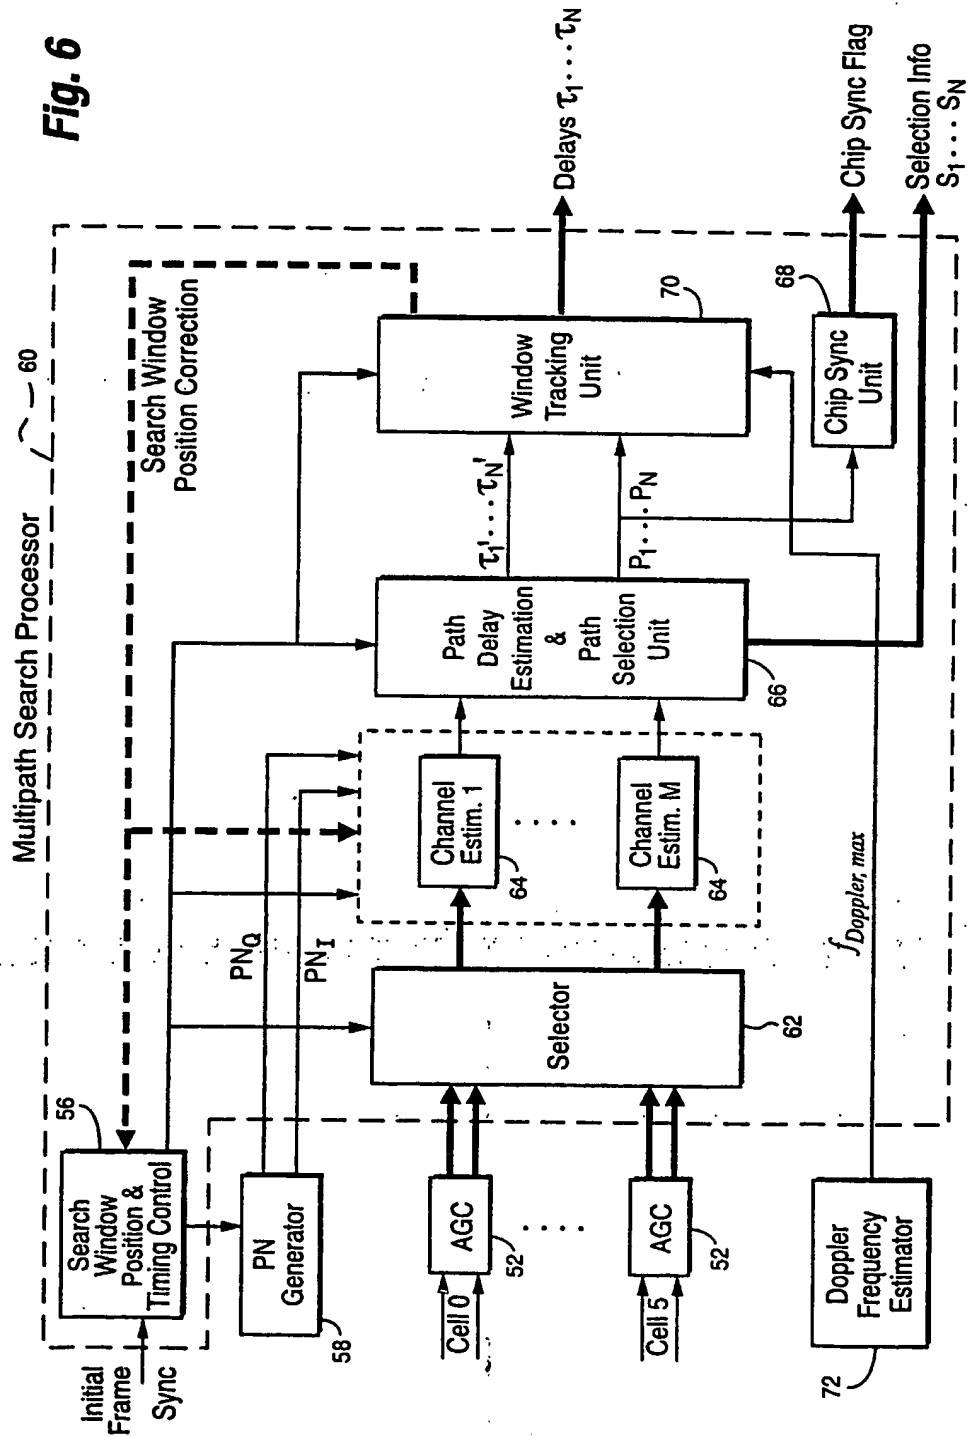 Fig. 6
Multipath Search Processor
60
Initial
Frame
Sync
Search
Window
Position &
Timing Control
56
Search Window
Position Correction
PN
Generator
58
PNQ
PNI
Cell 0
AGC
52
. . . .
Cell 5
AGC
52
Selector
62
Channel
Estim. 1
64
. . . .
Channel
Estim. M
64
Path
Delay
Estimation
&
Path
Selection
Unit
66
τ1' . . . . τN'
P1 . . . . PN
Window
Tracking
Unit
70
Chip Sync
Unit
68
Delays τ1 . . . τN
Chip Sync Flag
Selection Info
S1 . . . . SN
Doppler
Frequency
Estimator
72
fDoppler, max